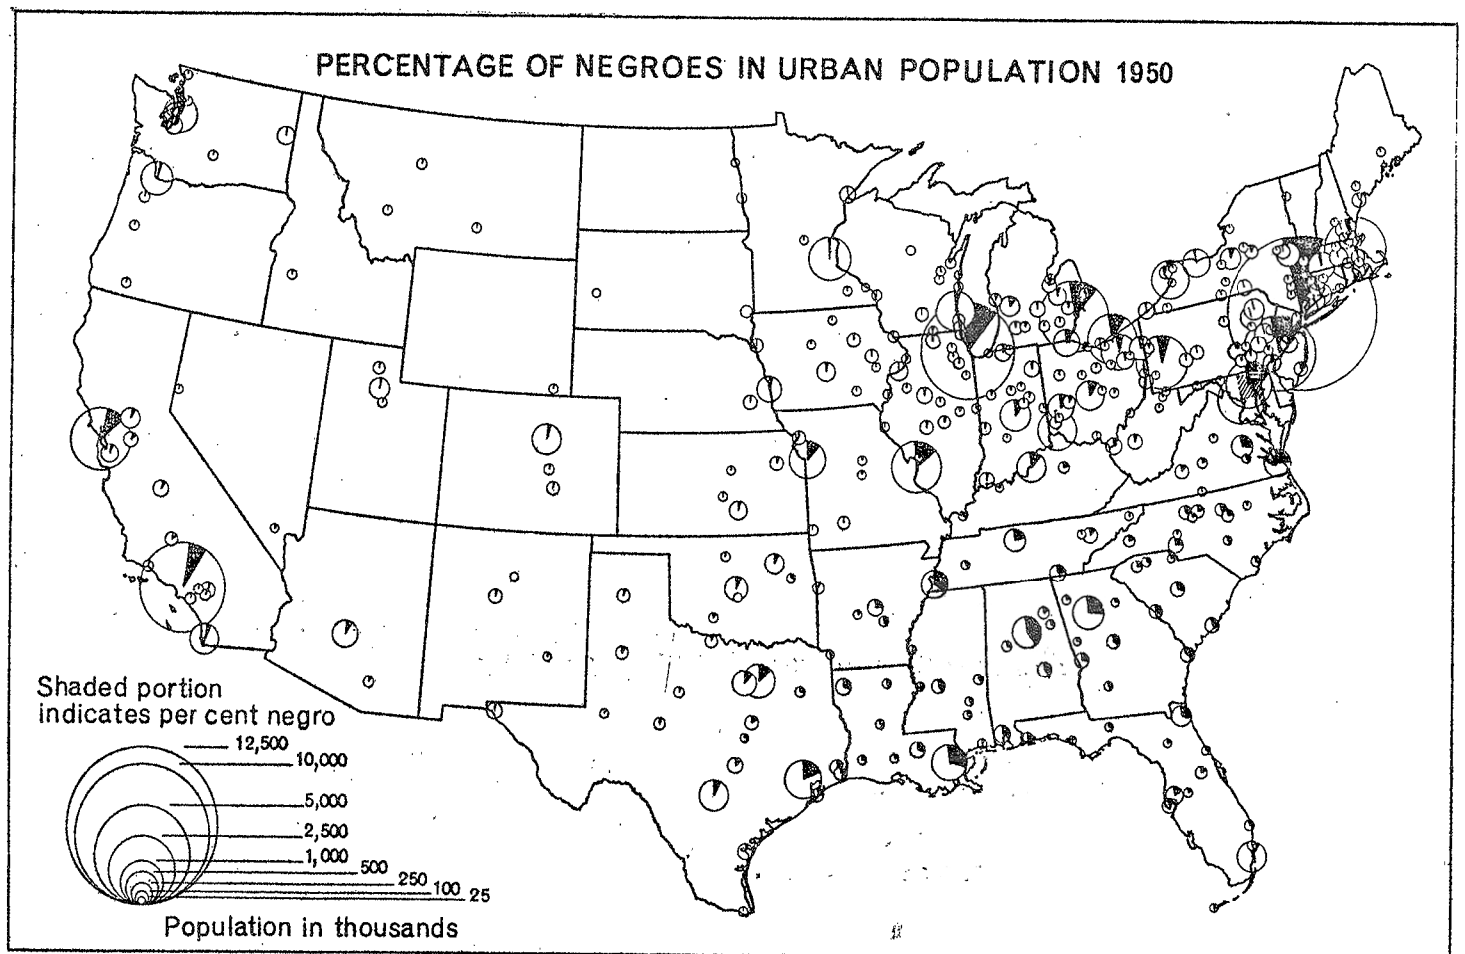 PERCENTAGE OF NEGROES IN URBAN POPULATION 1950
Shaded portion
indicates per cent negro
12,500
10,000
5,000
2,500
1,000
500
250
100
25
Population in thousands